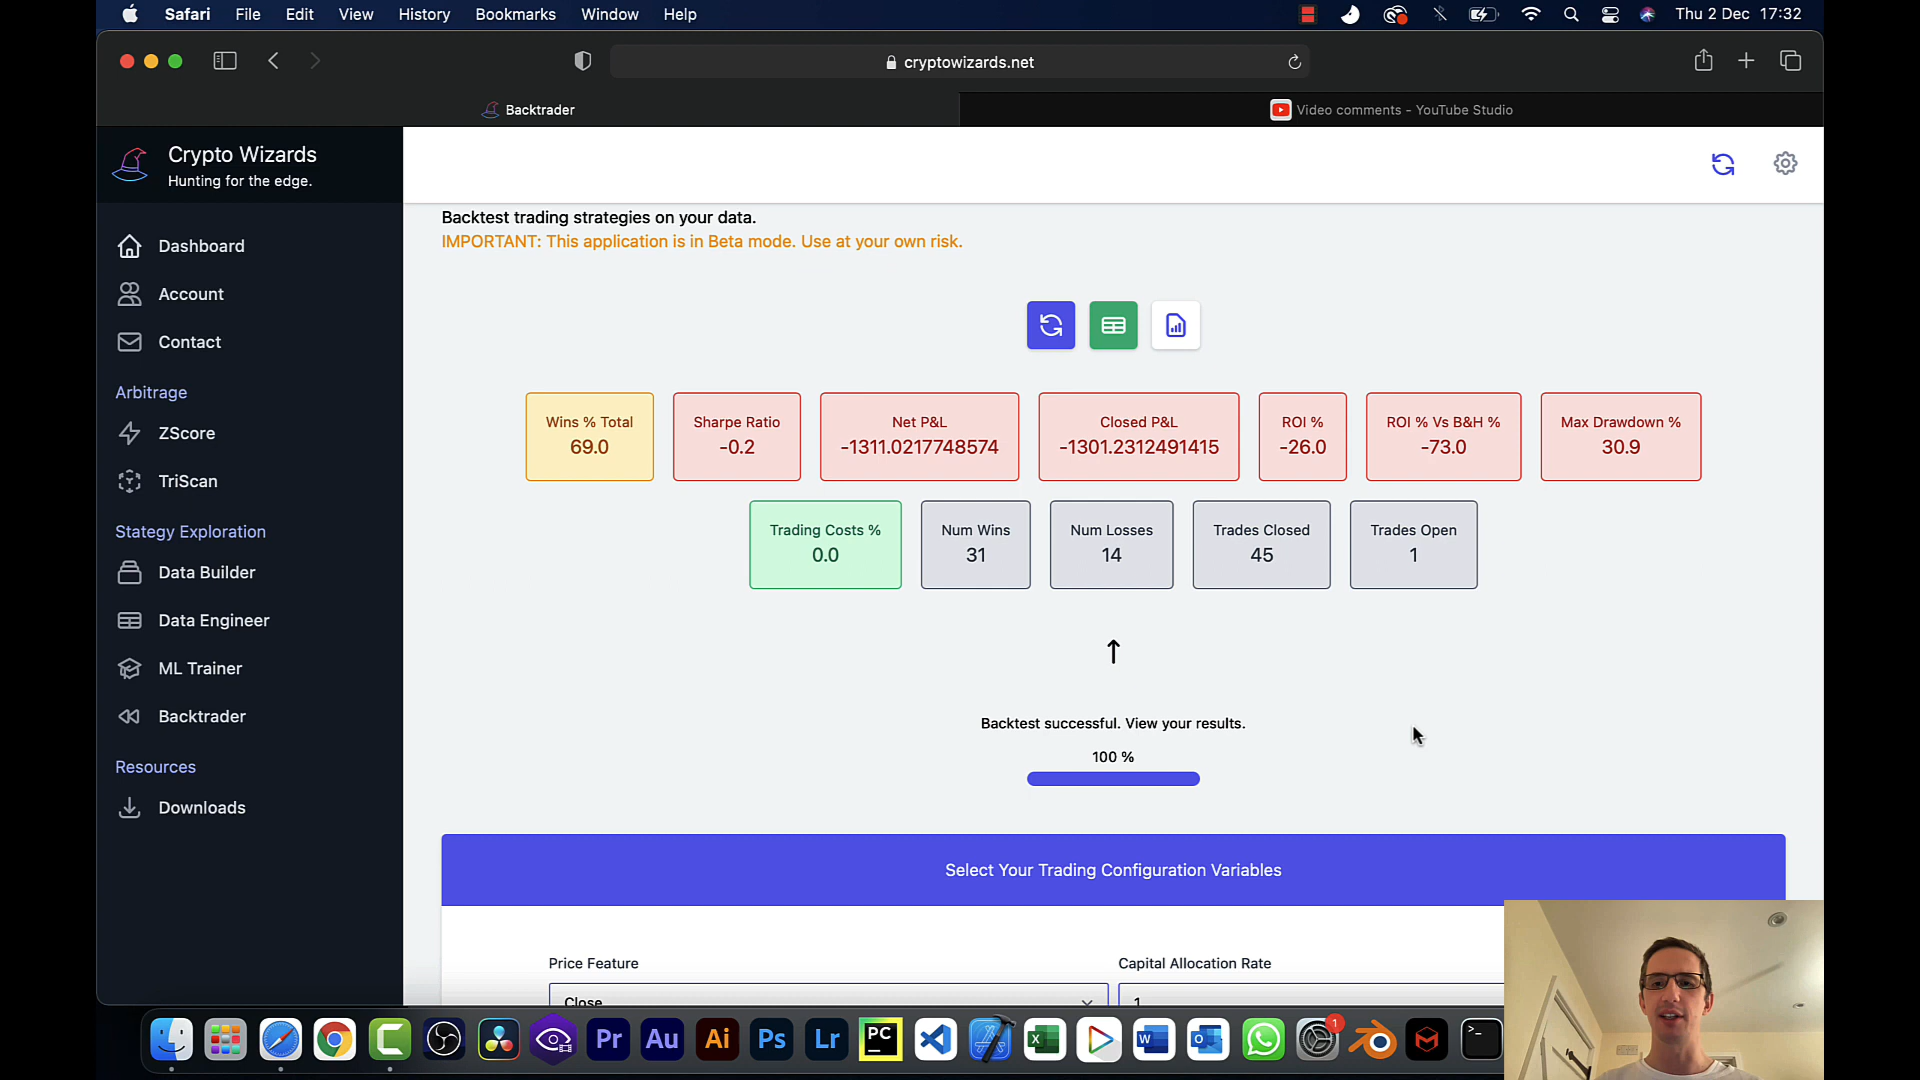 Safari File Edit View History Bookmarks Window Help Thu 2 Dec 17:32
cryptowizards.net
Backtrader
Video comments - YouTube Studio
Crypto Wizards
Hunting for the edge.
Dashboard
Account
Contact
Arbitrage
ZScore
TriScan
Stategy Exploration
Data Builder
Data Engineer
ML Trainer
Backtrader
Resources
Downloads
Backtest trading strategies on your data.
IMPORTANT: This application is in Beta mode. Use at your own risk.
Wins % Total
69.0
Sharpe Ratio
-0.2
Net P&L
-1311.0217748574
Closed P&L
-1301.2312491415
ROI %
-26.0
ROI % Vs B&H %
-73.0
Max Drawdown %
30.9
Trading Costs %
0.0
Num Wins
31
Num Losses
14
Trades Closed
45
Trades Open
1
↑
Backtest successful. View your results.
100 %
Select Your Trading Configuration Variables
Price Feature
Close
Capital Allocation Rate
1
Pr Au Ai Ps Lr PC W O 1